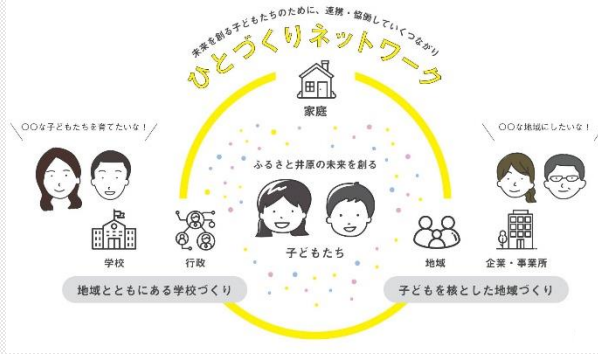 未来を創る子どもたちのために、連携・協働していくつながり
ひとづくりネットワーク
家庭
〇〇な子どもたちを育てたいな！
〇〇な地域にしたいな！
ふるさと井原の未来を創る
子どもたち
学校
行政
地域
企業・事業所
地域とともにある学校づくり
子どもを核とした地域づくり